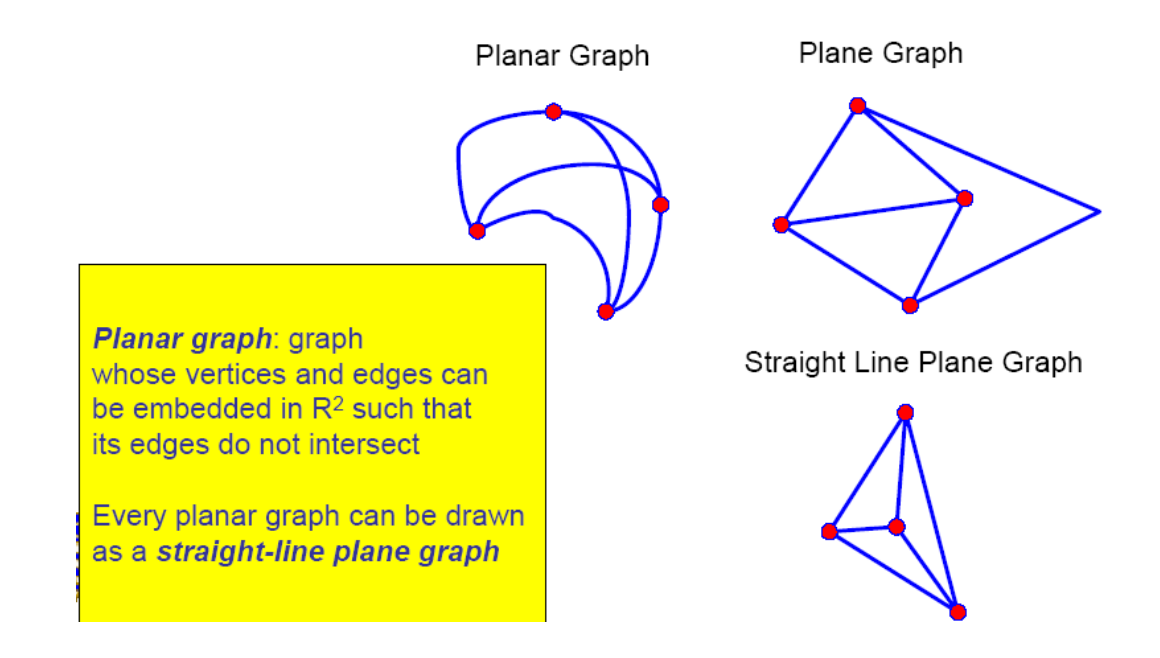 Planar Graph
Plane Graph
Planar graph: graph
whose vertices and edges can
be embedded in R² such that
its edges do not intersect
Every planar graph can be drawn
as a straight-line plane graph
Straight Line Plane Graph